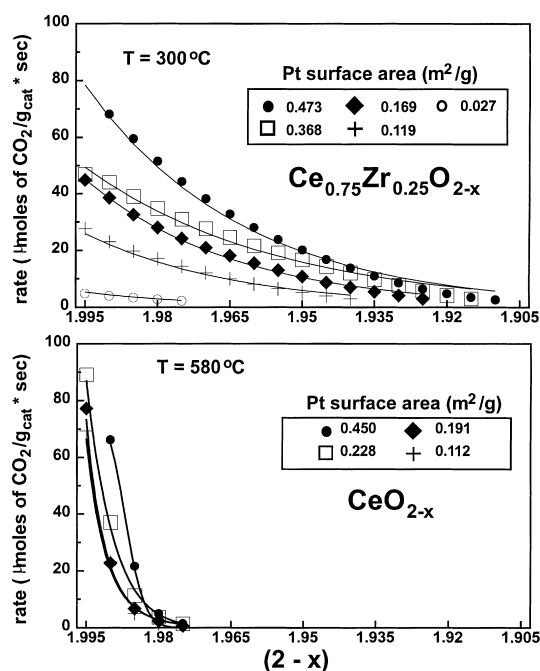 100
80
60
40
20
0
rate ( µmoles of CO₂/g_cat * sec)
T = 300 ºC
Pt surface area (m²/g)
0.473 0.169 0.027
0.368 0.119
Ce₀.₇₅Zr₀.₂₅O₂₋ₓ
1.995 1.98 1.965 1.95 1.935 1.92 1.905
100
80
60
40
20
0
rate ( µmoles of CO₂/g_cat * sec)
T = 580 ºC
Pt surface area (m²/g)
0.450 0.191
0.228 0.112
CeO₂₋ₓ
1.995 1.98 1.965 1.95 1.935 1.92 1.905
(2 - x)